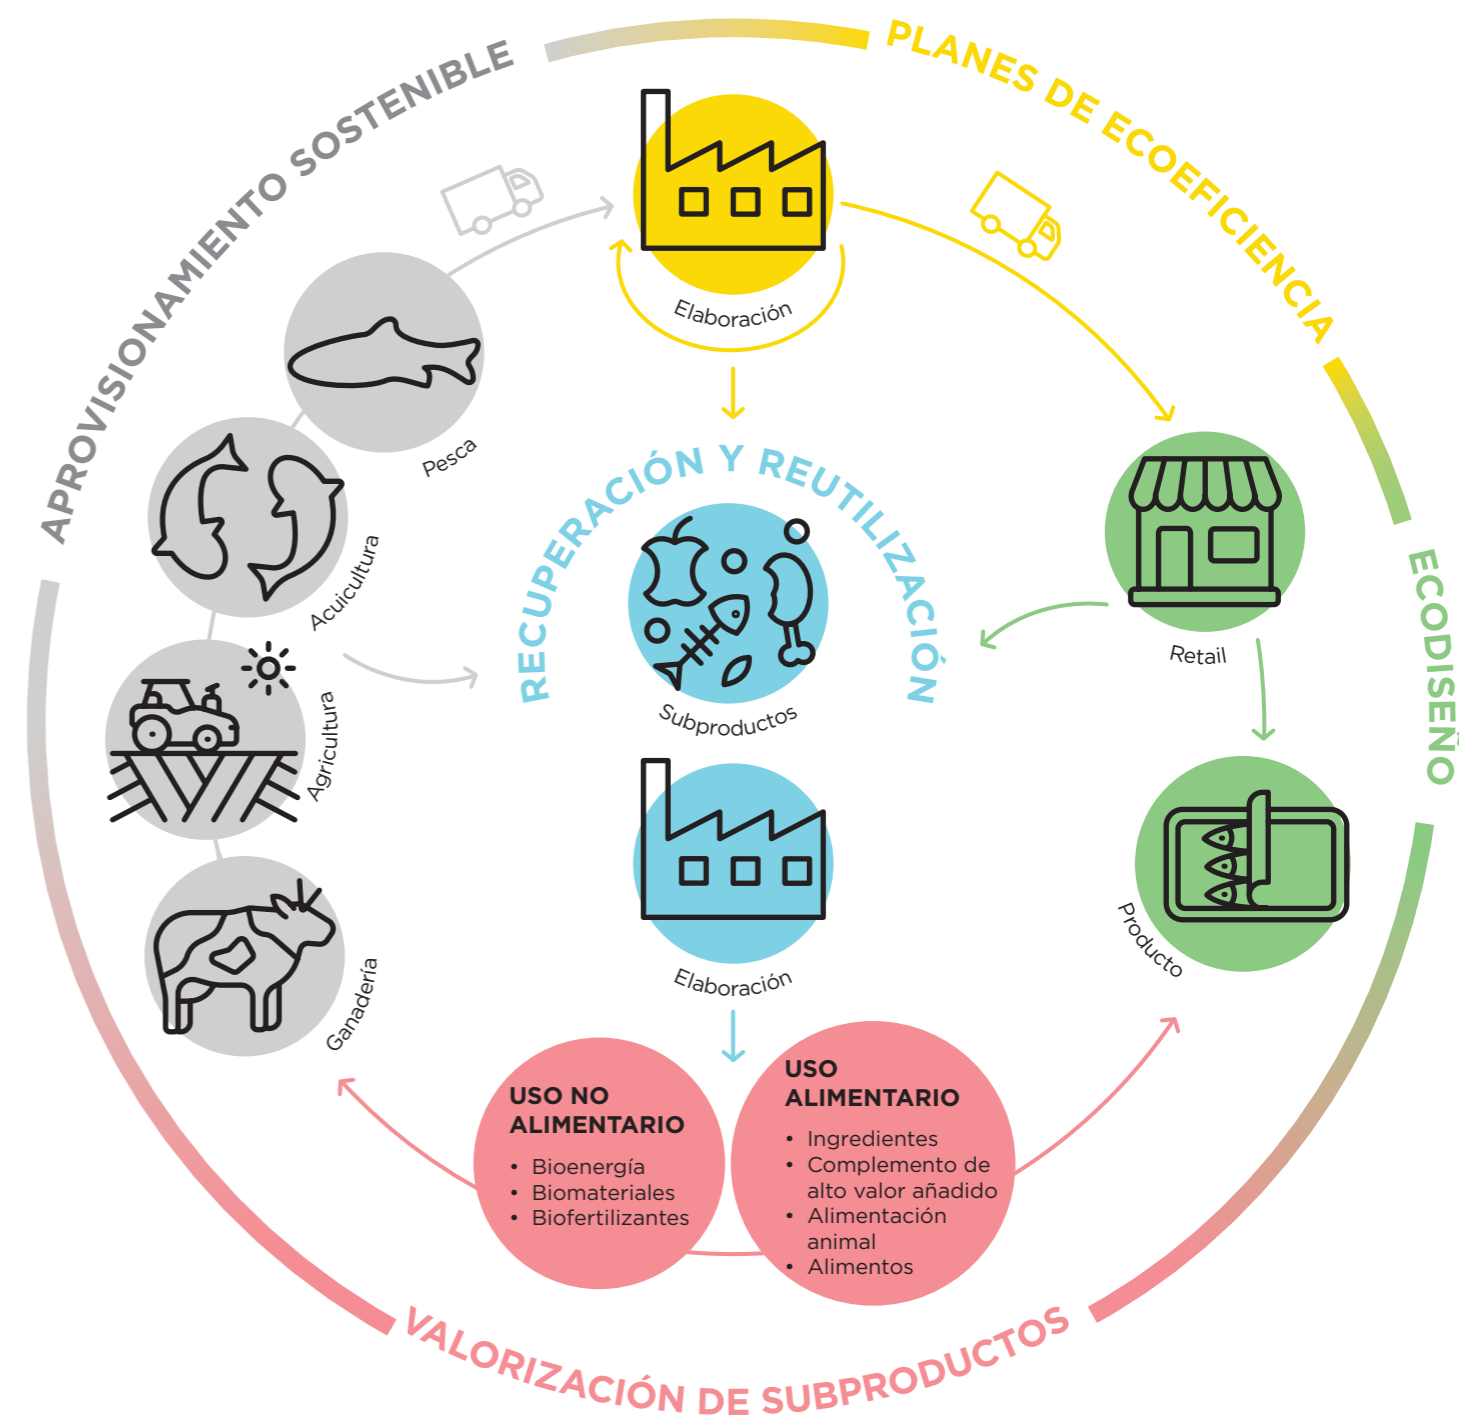 APROVISIONAMIENTO SOSTENIBLE
PLANES DE ECOEFICIENCIA
ECODISEÑO
Elaboración
Pesca
Acuicultura
Agricultura
Ganadería
RECUPERACIÓN Y REUTILIZACIÓN
Subproductos
Elaboración
Retail
Producto
USO NO
ALIMENTARIO
• Bioenergía
• Biomateriales
• Biofertilizantes
USO
ALIMENTARIO
• Ingredientes
• Complemento de
alto valor añadido
• Alimentación
animal
• Alimentos
VALORIZACIÓN DE SUBPRODUCTOS